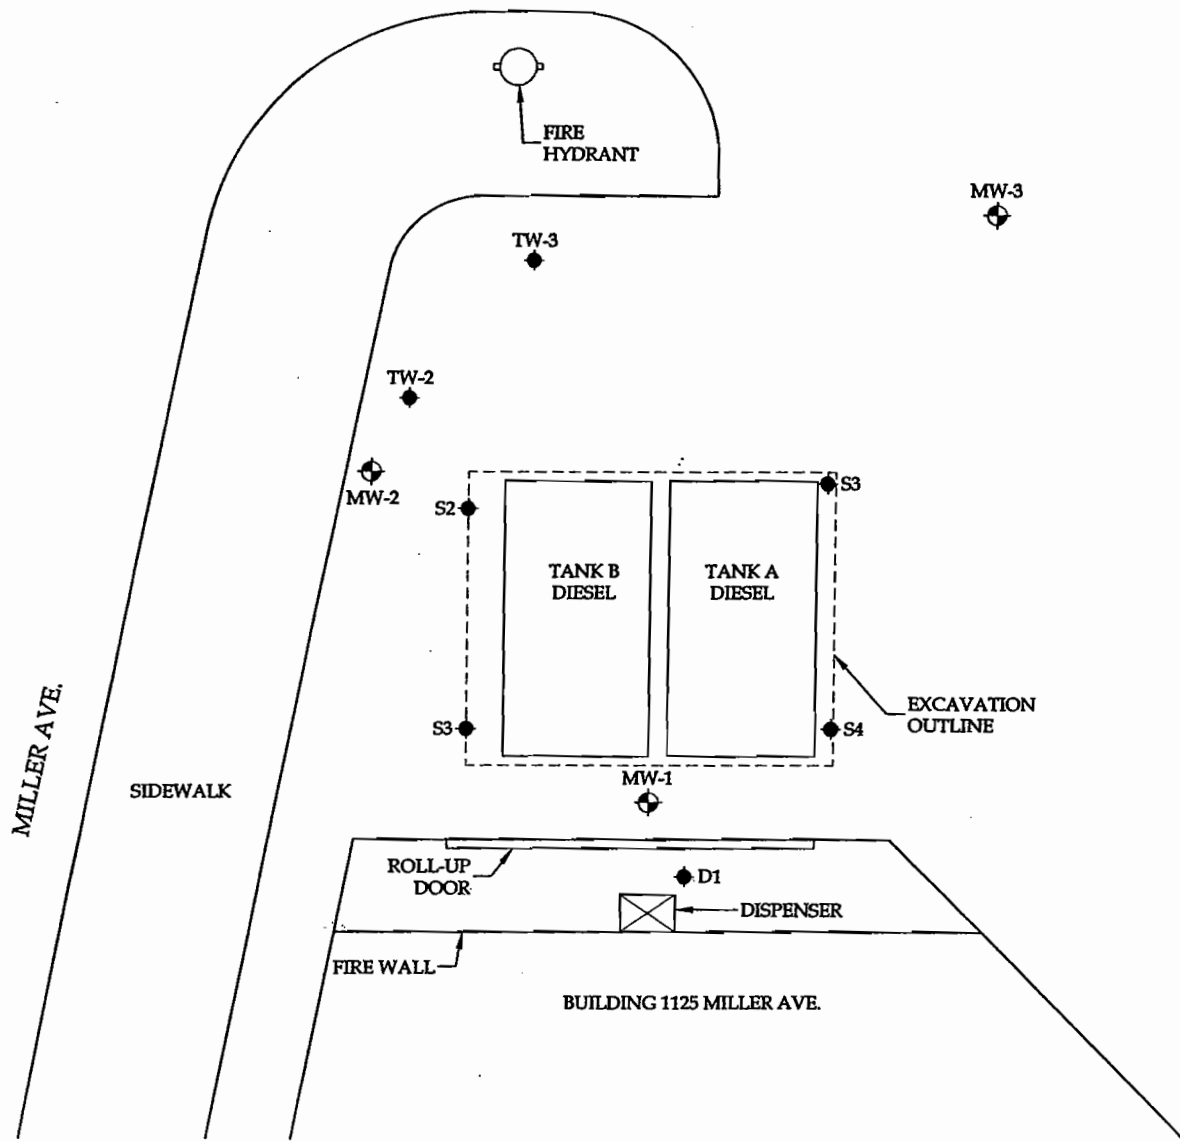 FIRE
HYDRANT
MW-3
TW-3
TW-2
MW-2
S2
S3
TANK B
DIESEL
TANK A
DIESEL
EXCAVATION
OUTLINE
S3
S4
MW-1
MILLER AVE.
SIDEWALK
ROLL-UP
DOOR
D1
DISPENSER
FIRE WALL
BUILDING 1125 MILLER AVE.